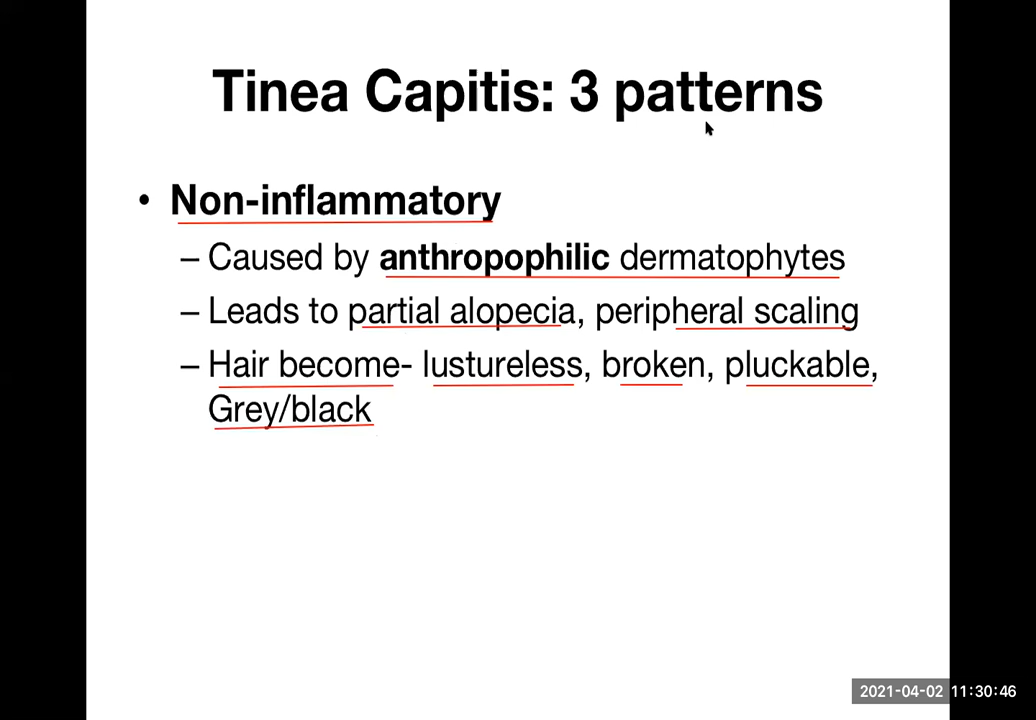 Tinea Capitis: 3 patterns
• Non-inflammatory
– Caused by anthropophilic dermatophytes
– Leads to partial alopecia, peripheral scaling
– Hair become- lustureless, broken, pluckable,
Grey/black
2021-04-02 11:30:46